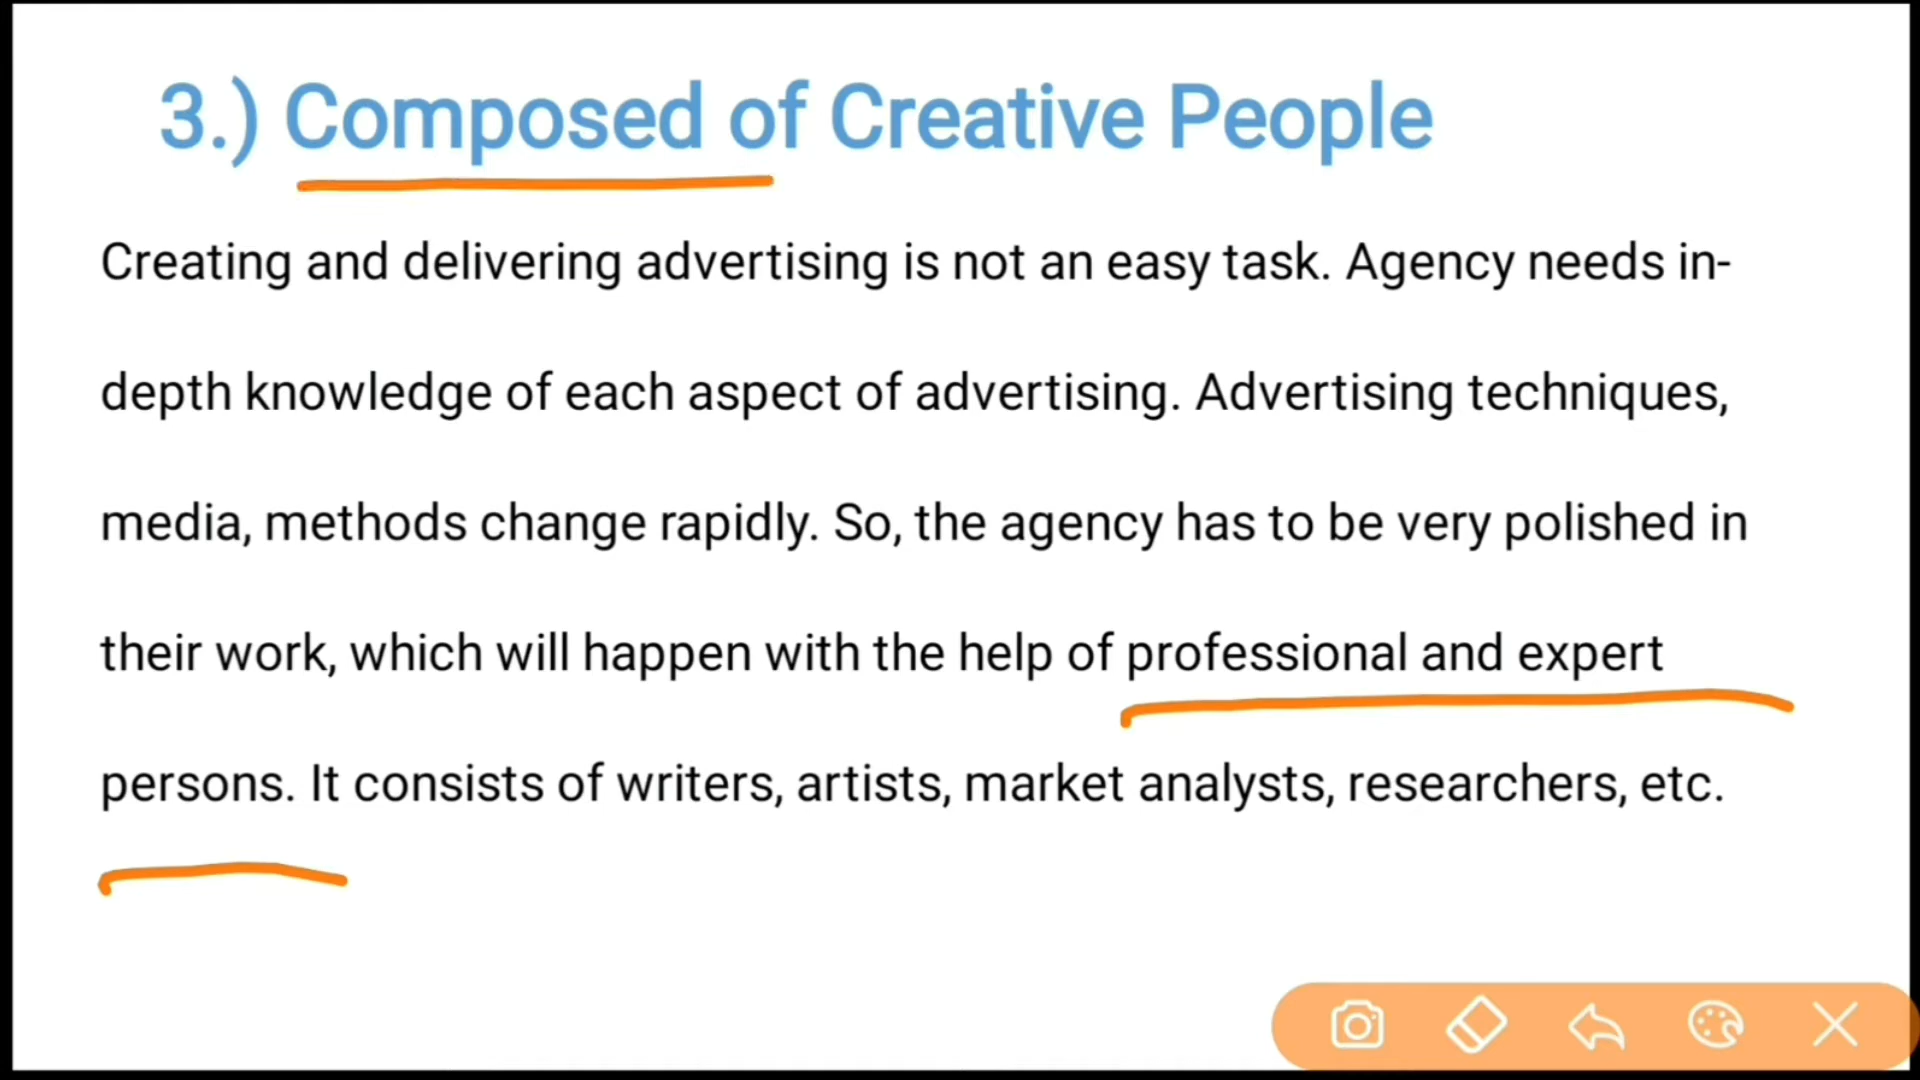 3.) Composed of Creative People
Creating and delivering advertising is not an easy task. Agency needs in-
depth knowledge of each aspect of advertising. Advertising techniques,
media, methods change rapidly. So, the agency has to be very polished in
their work, which will happen with the help of professional and expert
persons. It consists of writers, artists, market analysts, researchers, etc.